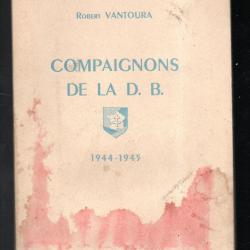 ROBERT VANTOURA
COMPAIGNONS
DE LA D. B.
1944-1945